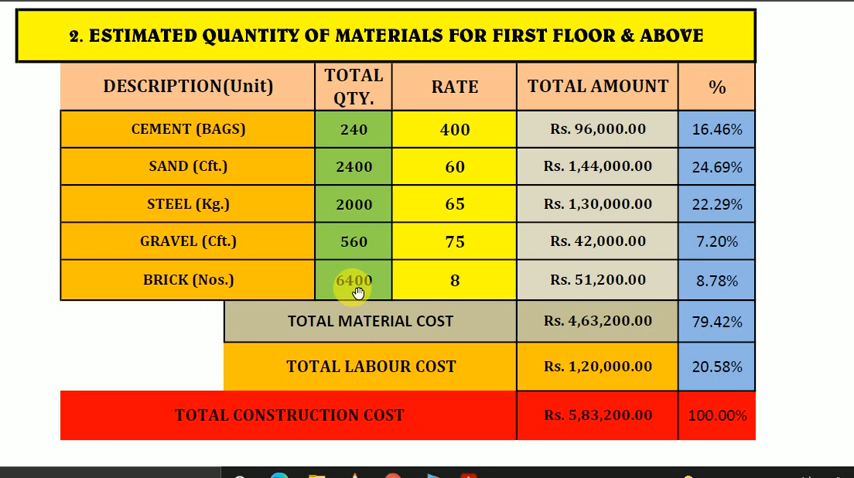 2. ESTIMATED QUANTITY OF MATERIALS FOR FIRST FLOOR & ABOVE
DESCRIPTION(Unit) TOTAL QTY. RATE TOTAL AMOUNT %
CEMENT (BAGS) 240 400 Rs. 96,000.00 16.46%
SAND (Cft.) 2400 60 Rs. 1,44,000.00 24.69%
STEEL (Kg.) 2000 65 Rs. 1,30,000.00 22.29%
GRAVEL (Cft.) 560 75 Rs. 42,000.00 7.20%
BRICK (Nos.) 6400 8 Rs. 51,200.00 8.78%
TOTAL MATERIAL COST Rs. 4,63,200.00 79.42%
TOTAL LABOUR COST Rs. 1,20,000.00 20.58%
TOTAL CONSTRUCTION COST Rs. 5,83,200.00 100.00%